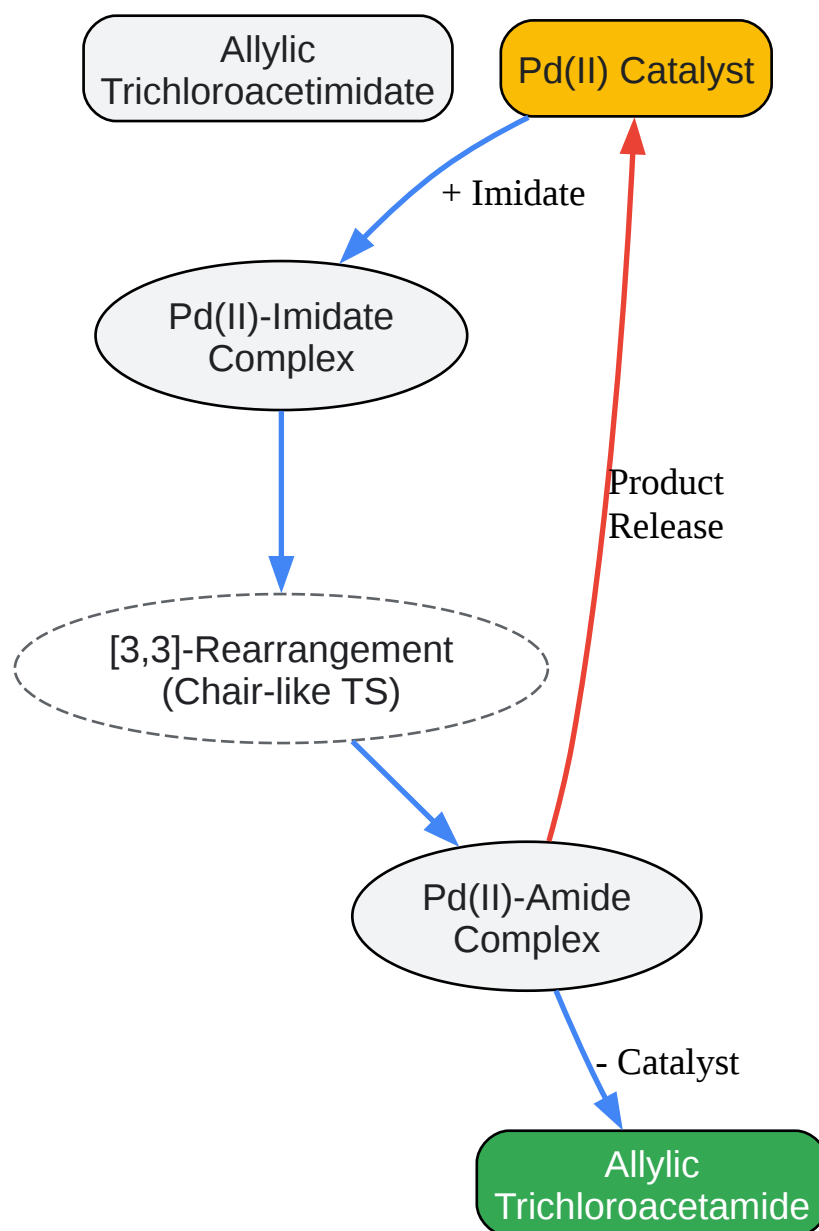 Allylic
Trichloroacetimidate
Pd(II) Catalyst
+ Imidate
Pd(II)-Imidate
Complex
Product
Release
[3,3]-Rearrangement
(Chair-like TS)
Pd(II)-Amide
Complex
- Catalyst
Allylic
Trichloroacetamide